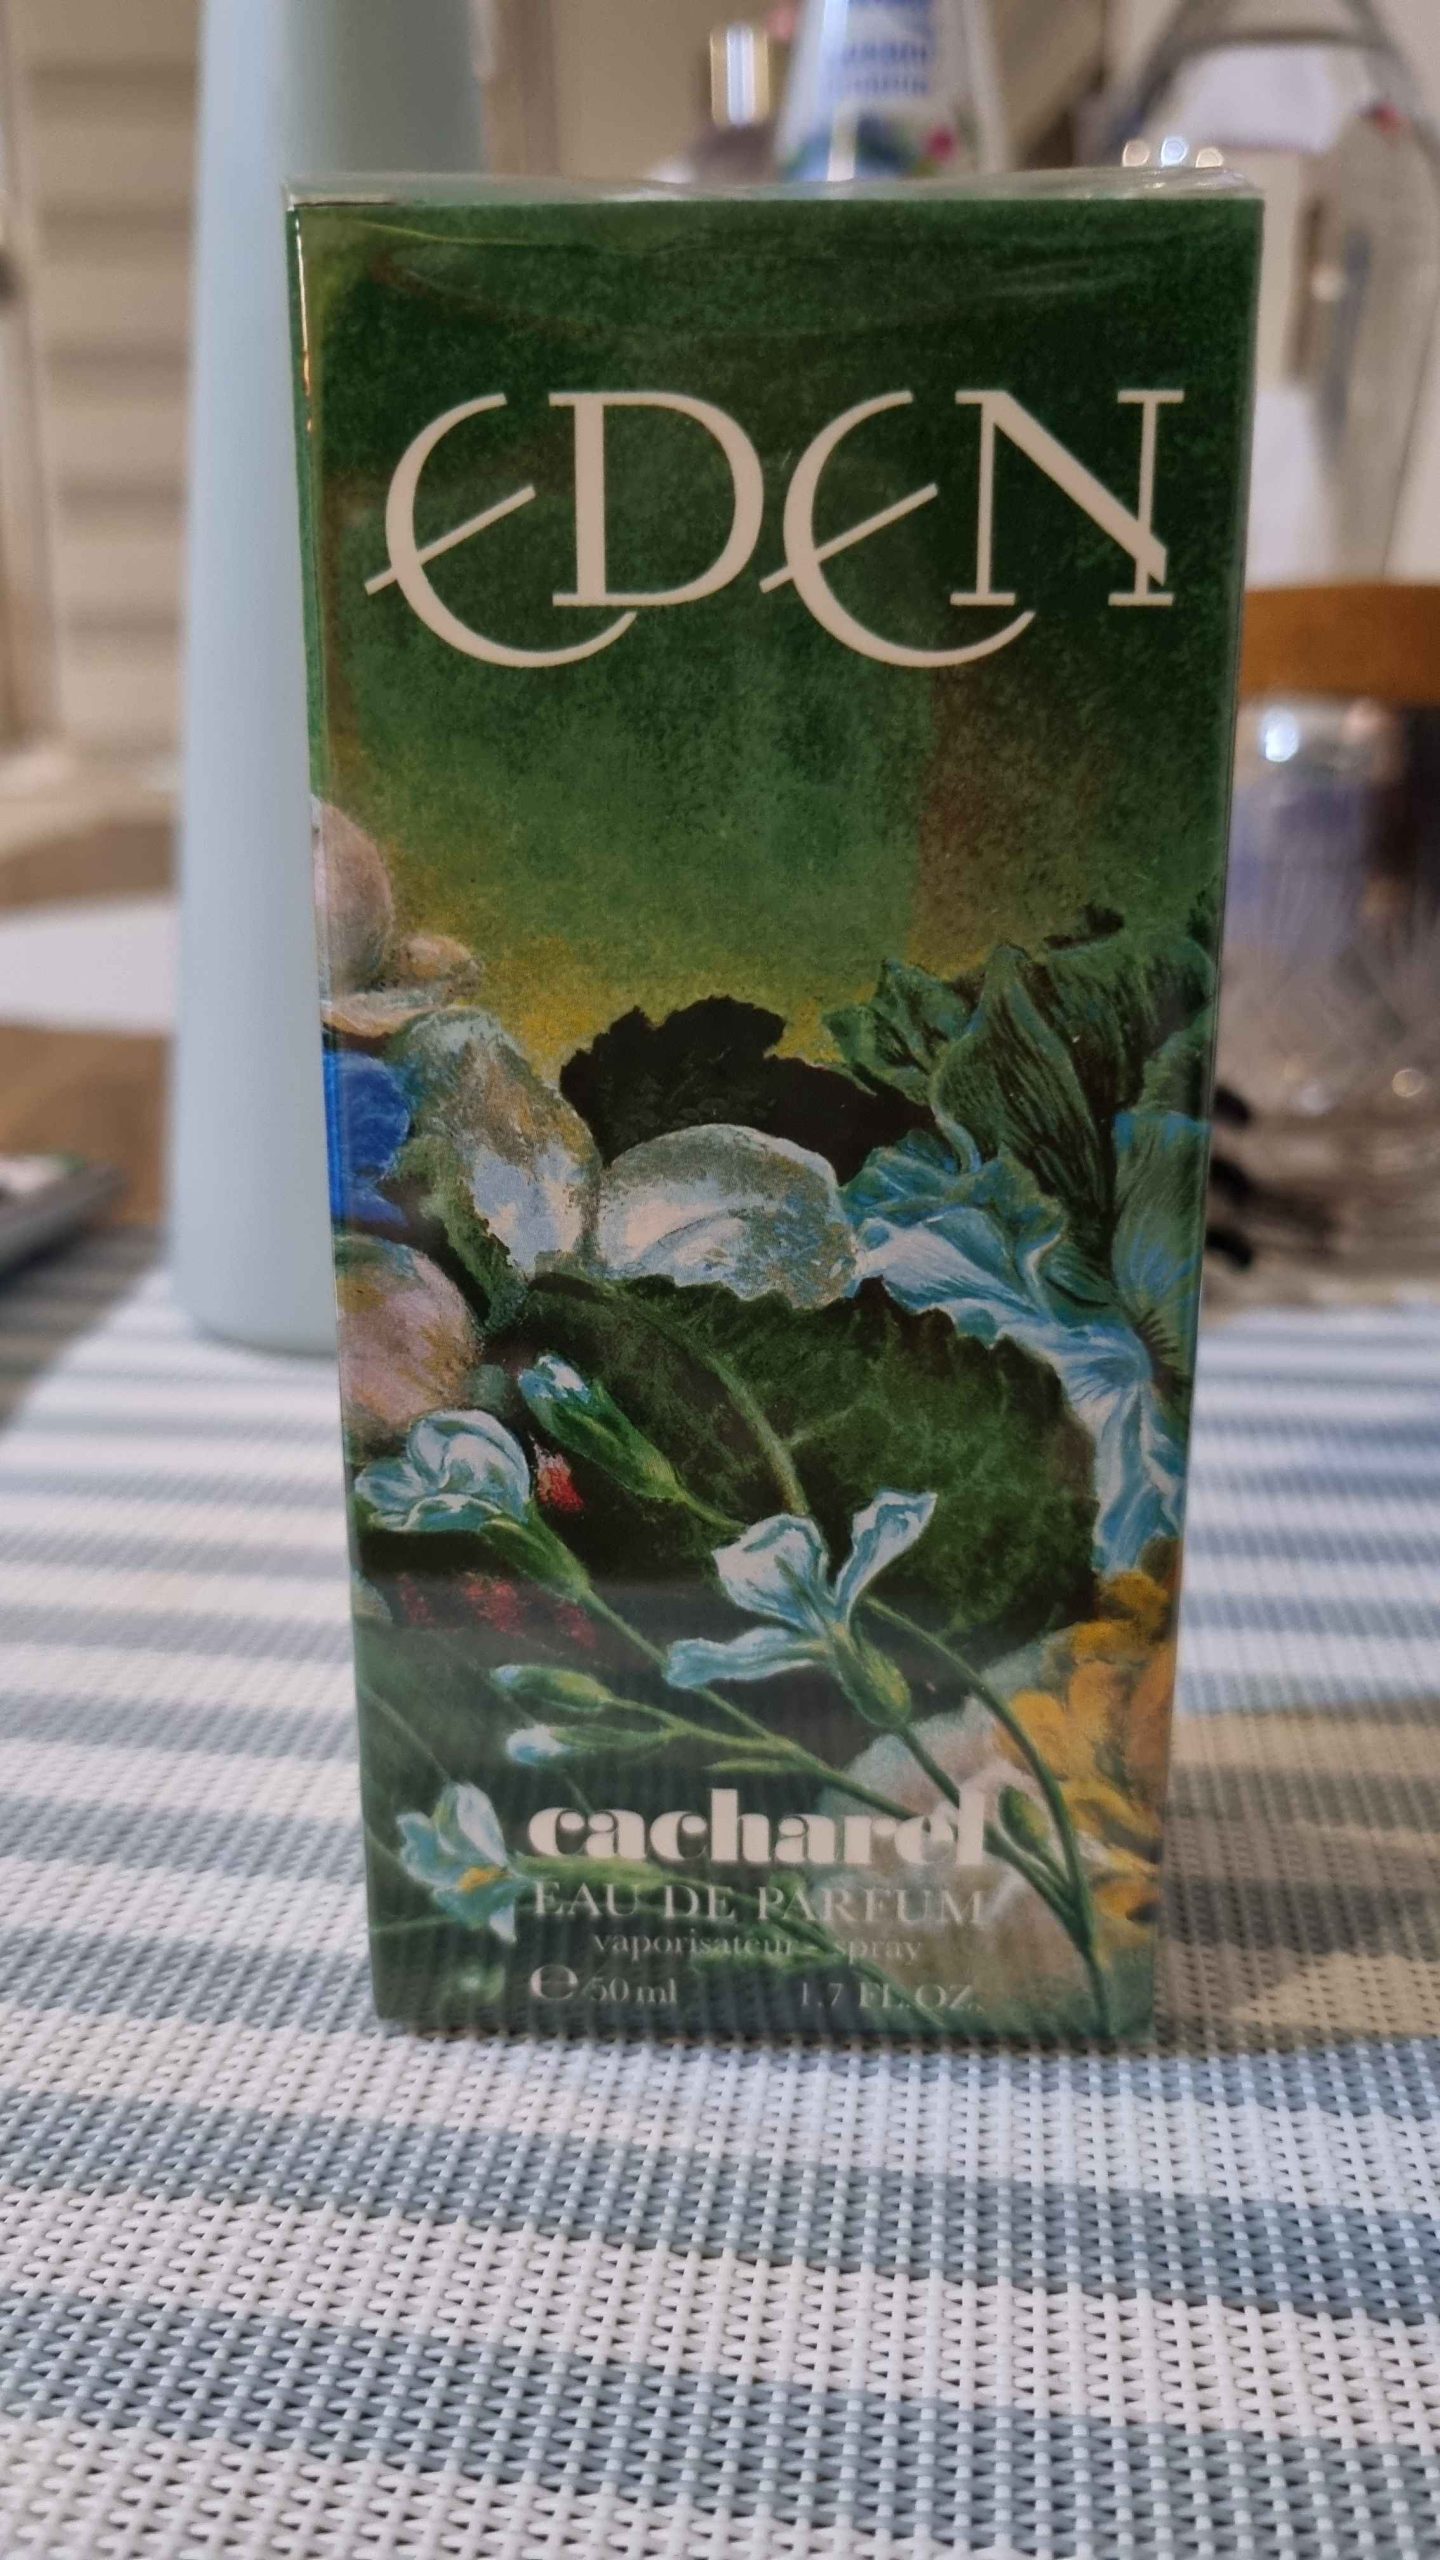 EDEN
cacharel
EAU DE PARFUM
vaporisateur - spray
℮ 50 ml 1.7 FL.OZ.